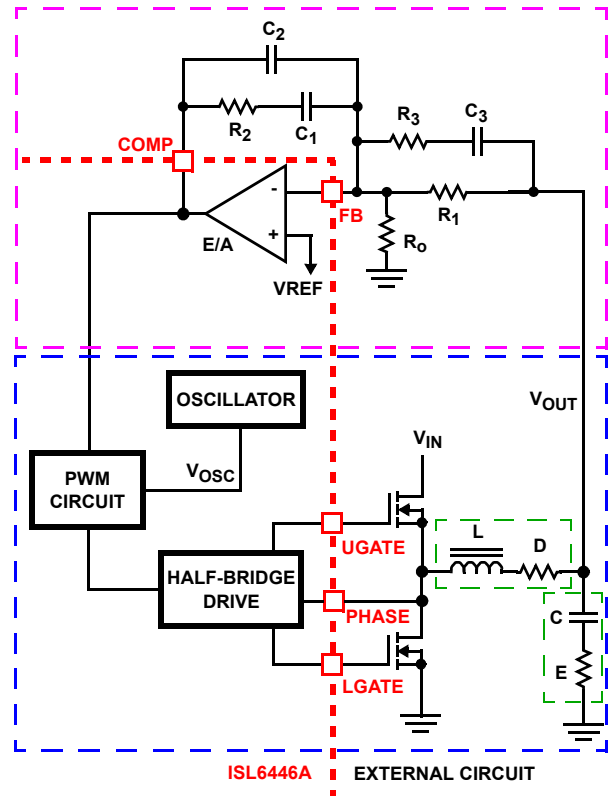 C2
R2
C1
R3
C3
COMP
-
FB
R1
+
E/A
Ro
VREF
OSCILLATOR
VOUT
VIN
PWM
CIRCUIT
VOSC
UGATE
L
D
HALF-BRIDGE
DRIVE
PHASE
C
LGATE
E
ISL6446A
EXTERNAL CIRCUIT